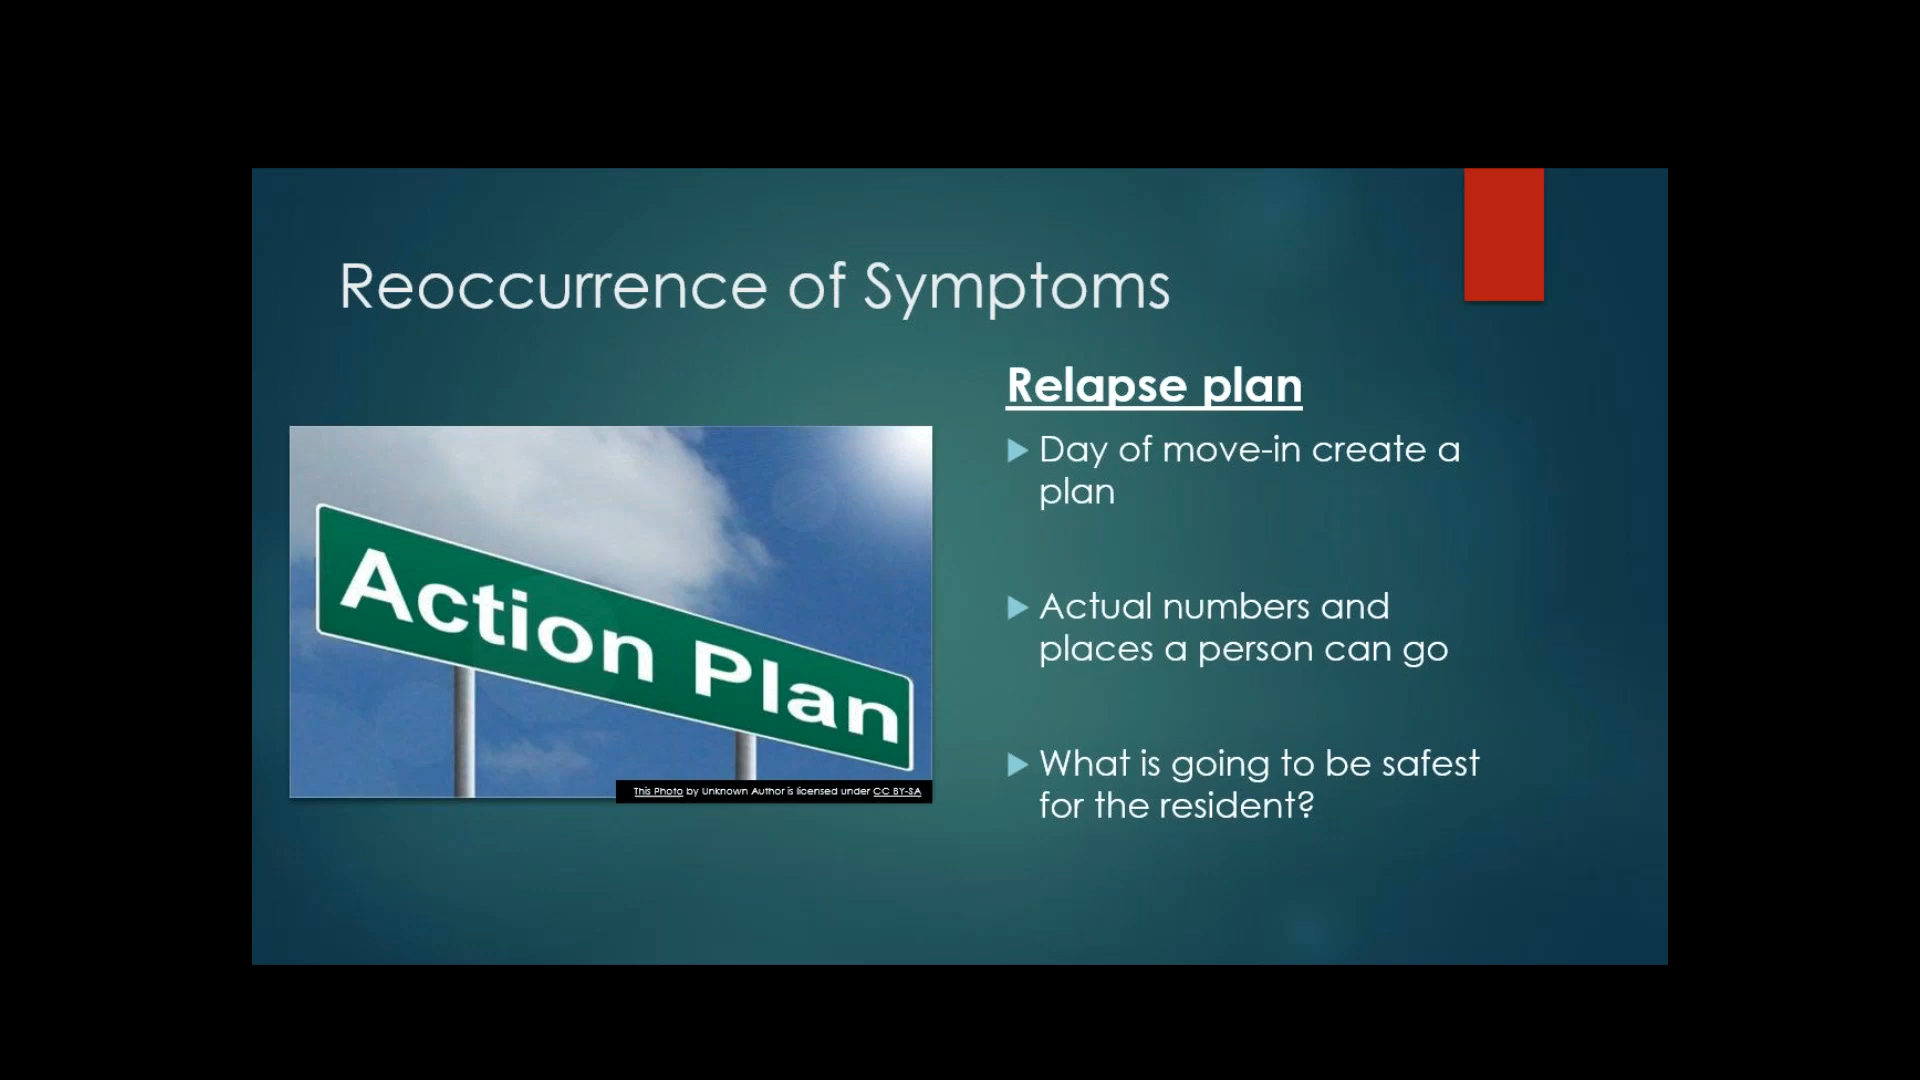 Reoccurrence of Symptoms
Action Plan
This Photo by Unknown Author is licensed under CC BY-SA
Relapse plan
Day of move-in create a
plan
Actual numbers and
places a person can go
What is going to be safest
for the resident?